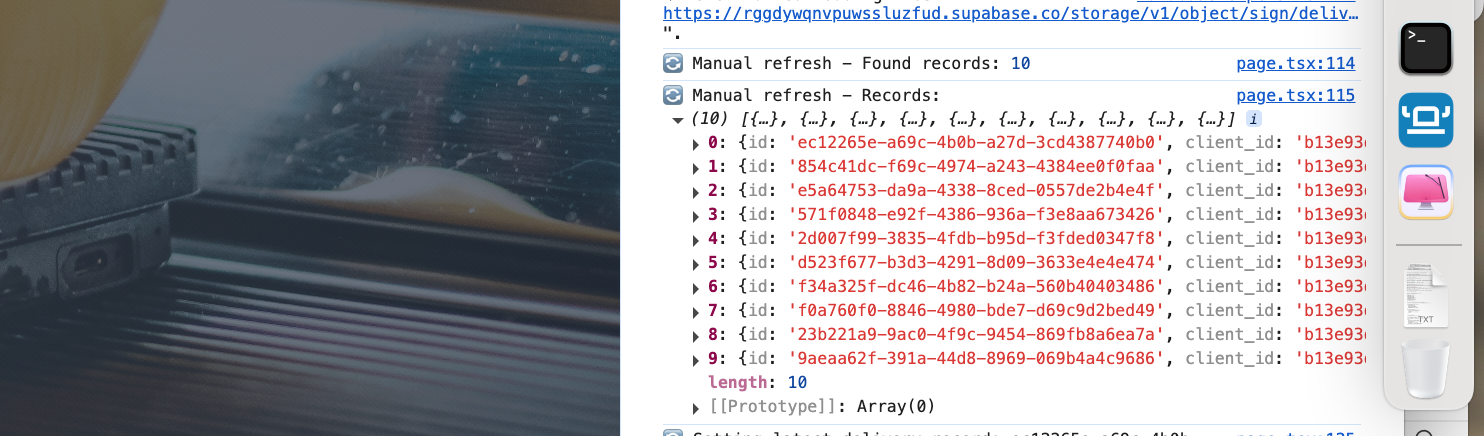 https://rggdywqnvpuwssluzfud.supabase.co/storage/v1/object/sign/deliv…
".
Manual refresh – Found records: 10 page.tsx:114
Manual refresh – Records: page.tsx:115
(10) [{…}, {…}, {…}, {…}, {…}, {…}, {…}, {…}, {…}, {…}] i
0: {id: 'ec12265e-a69c-4b0b-a27d-3cd4387740b0', client_id: 'b13e93
1: {id: '854c41dc-f69c-4974-a243-4384ee0f0faa', client_id: 'b13e93
2: {id: 'e5a64753-da9a-4338-8ced-0557de2b4e4f', client_id: 'b13e93
3: {id: '571f0848-e92f-4386-936a-f3e8aa673426', client_id: 'b13e93
4: {id: '2d007f99-3835-4fdb-b95d-f3fded0347f8', client_id: 'b13e93
5: {id: 'd523f677-b3d3-4291-8d09-3633e4e4e474', client_id: 'b13e93
6: {id: 'f34a325f-dc46-4b82-b24a-560b40403486', client_id: 'b13e93
7: {id: 'f0a760f0-8846-4980-bde7-d69c9d2bed49', client_id: 'b13e93
8: {id: '23b221a9-9ac0-4f9c-9454-869fb8a6ea7a', client_id: 'b13e93
9: {id: '9aeaa62f-391a-44d8-8969-069b4a4c9686', client_id: 'b13e93
length: 10
[[Prototype]]: Array(0)
>_
TXT